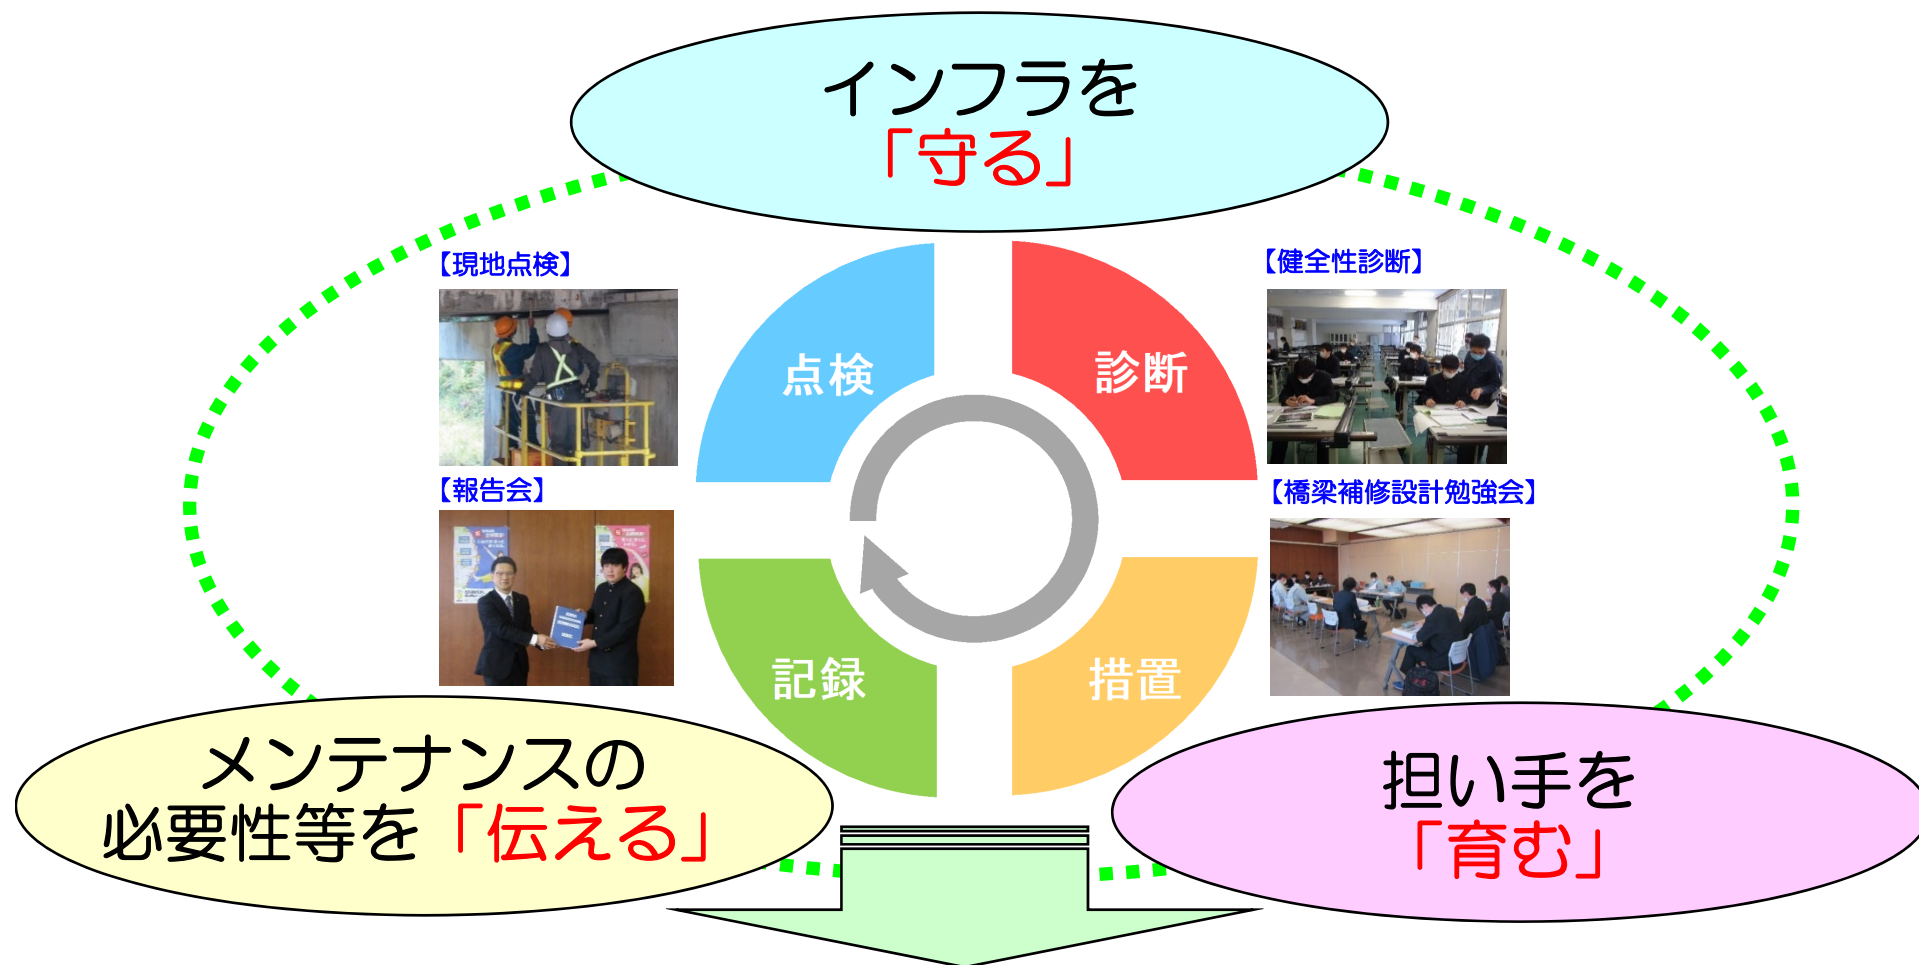 インフラを
「守る」
【現地点検】
【健全性診断】
点検
診断
【報告会】
【橋梁補修設計勉強会】
記録
措置
メンテナンスの
必要性等を「伝える」
担い手を
「育む」